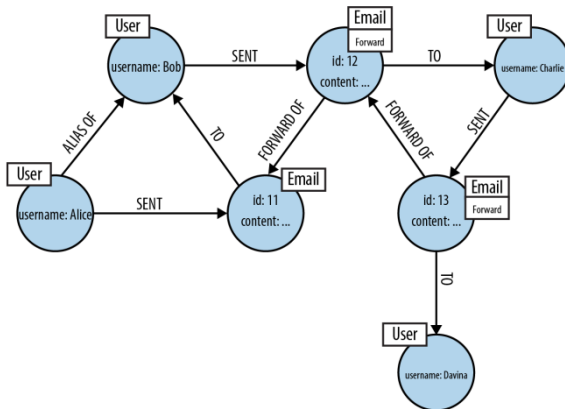 User
username: Bob
SENT
Email
Forward
id: 12
content: ...
TO
User
username: Charlie
ALIAS OF
TO
FORWARD OF
FORWARD OF
SENT
User
username: Alice
SENT
Email
id: 11
content: ...
Email
Forward
id: 13
content: ...
TO
User
username: Davina